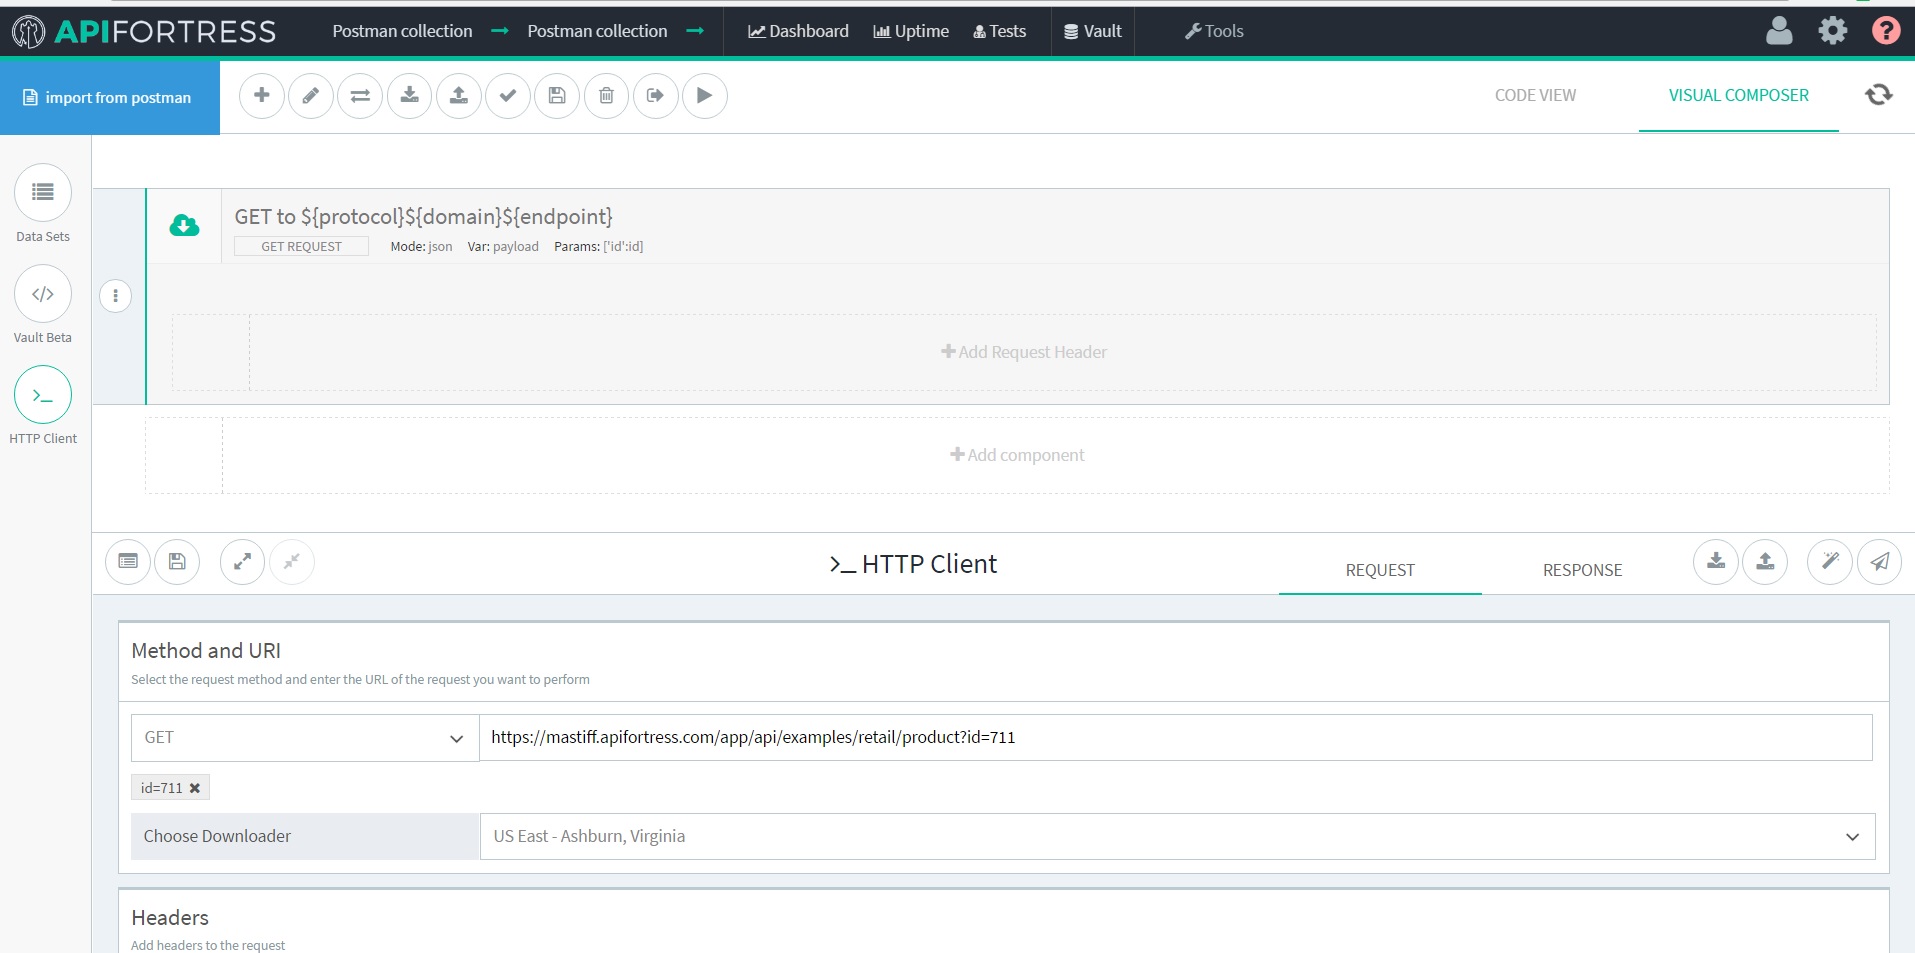 APIFORTRESS
Postman collection
Postman collection
Dashboard
Uptime
Tests
Vault
Tools
?
import from postman
CODE VIEW
VISUAL COMPOSER
Data Sets
Vault Beta
HTTP Client
GET to ${protocol}${domain}${endpoint}
GET REQUEST
Mode: json Var: payload Params: ['id':id]
Add Request Header
Add component
>_ HTTP Client
REQUEST
RESPONSE
Method and URI
Select the request method and enter the URL of the request you want to perform
GET
https://mastiff.apifortress.com/app/api/examples/retail/product?id=711
id=711
Choose Downloader
US East - Ashburn, Virginia
Headers
Add headers to the request